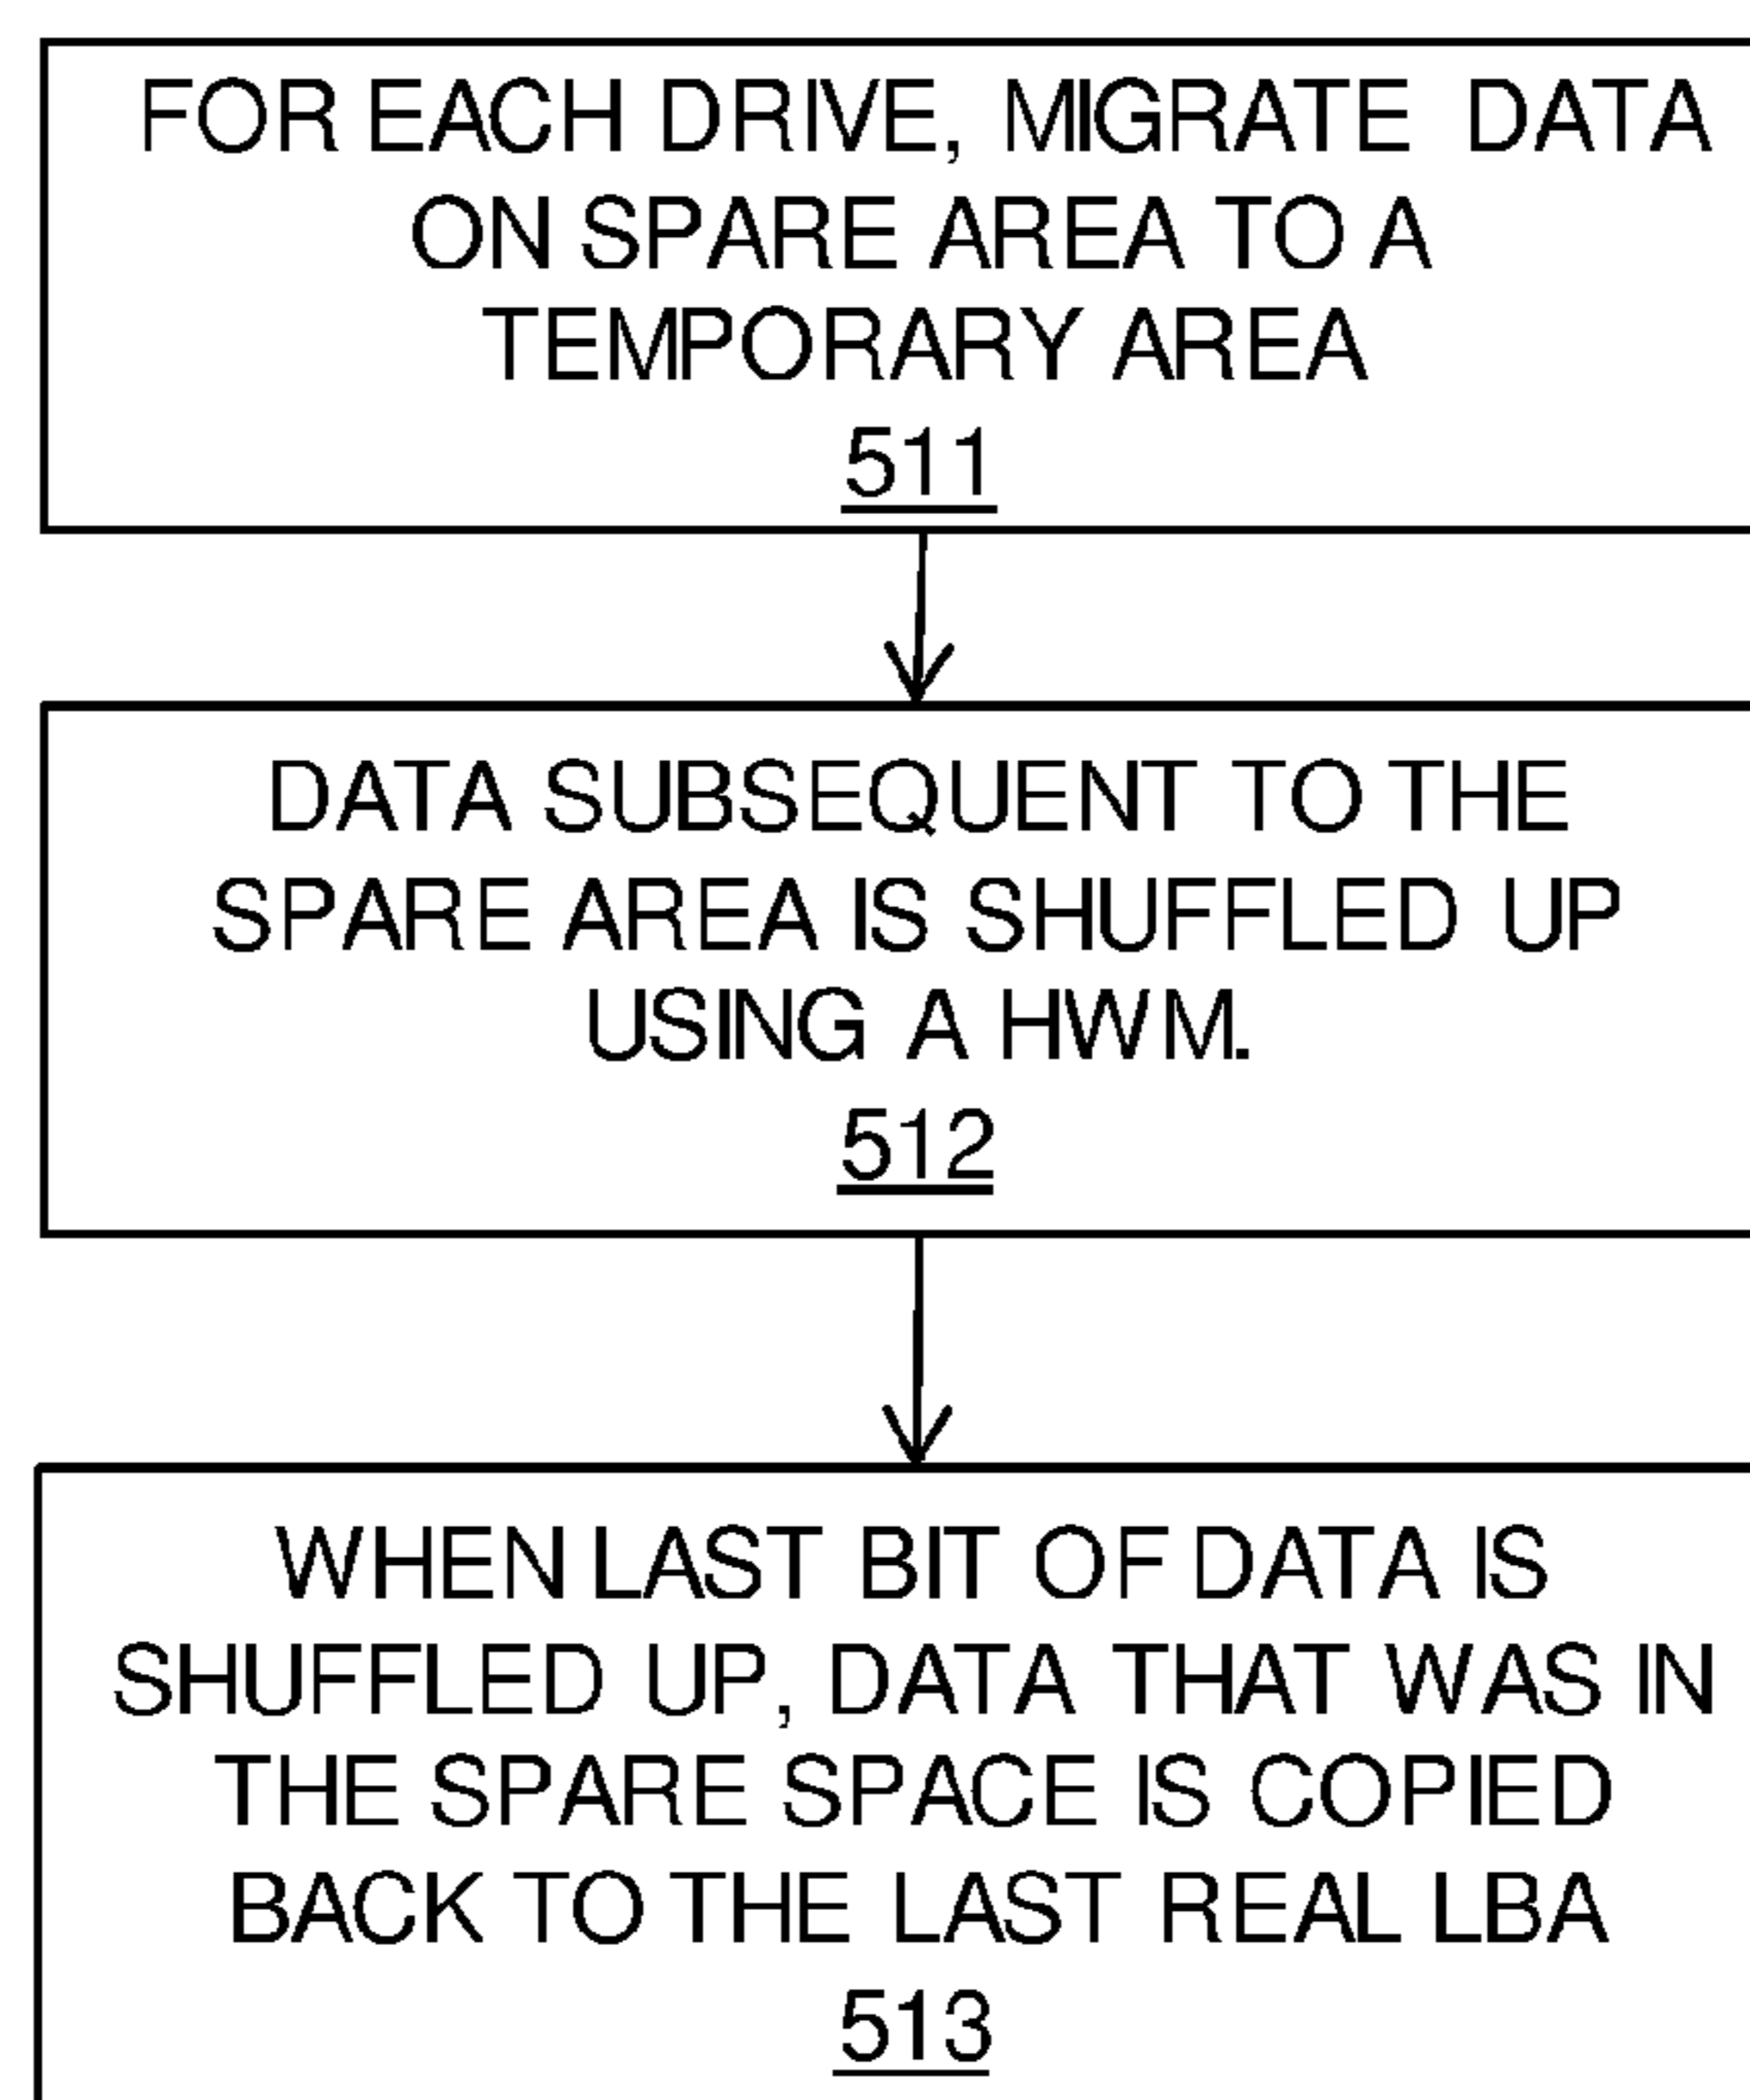 FOR EACH DRIVE, MIGRATE DATA
ON SPARE AREA TO A
TEMPORARY AREA
511
DATA SUBSEQUENT TO THE
SPARE AREA IS SHUFFLED UP
USING A HWM.
512
WHEN LAST BIT OF DATA IS
SHUFFLED UP, DATA THAT WAS IN
THE SPARE SPACE IS COPIED
BACK TO THE LAST REAL LBA
513